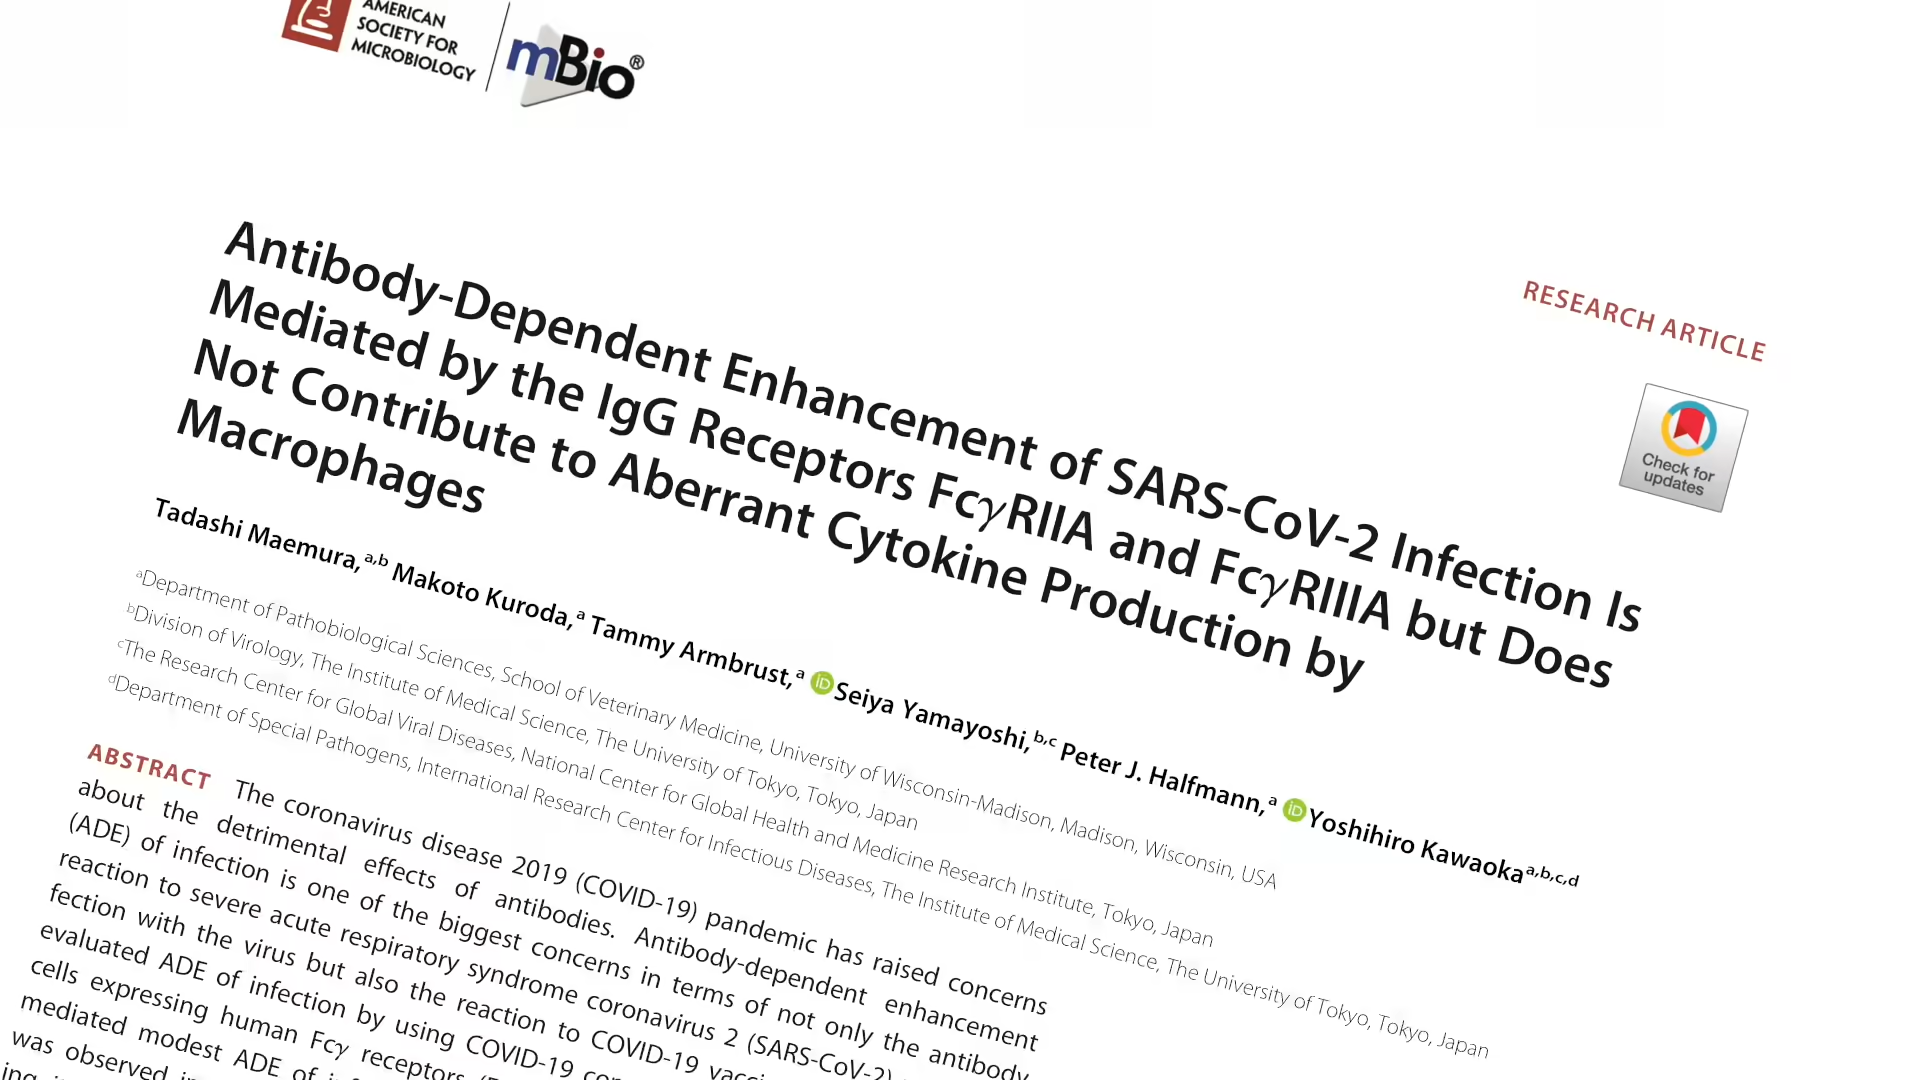 AMERICAN
SOCIETY FOR
MICROBIOLOGY
mBio®
RESEARCH ARTICLE
Check for
updates
Antibody-Dependent Enhancement of SARS-CoV-2 Infection Is
Mediated by the IgG Receptors FcγRIIA and FcγRIIIA but Does
Not Contribute to Aberrant Cytokine Production by
Macrophages
Tadashi Maemura,a,b Makoto Kuroda,a Tammy Armbrust,a iD Seiya Yamayoshi,b,c Peter J. Halfmann,a iD Yoshihiro Kawaokaa,b,c,d
aDepartment of Pathobiological Sciences, School of Veterinary Medicine, University of Wisconsin-Madison, Madison, Wisconsin, USA
bDivision of Virology, The Institute of Medical Science, The University of Tokyo, Tokyo, Japan
cThe Research Center for Global Viral Diseases, National Center for Global Health and Medicine Research Institute, Tokyo, Japan
dDepartment of Special Pathogens, International Research Center for Infectious Diseases, The Institute of Medical Science, The University of Tokyo, Tokyo, Japan
ABSTRACT The coronavirus disease 2019 (COVID-19) pandemic has raised concerns
about the detrimental effects of antibodies. Antibody-dependent enhancement
(ADE) of infection is one of the biggest concerns in terms of not only the antibody
reaction to severe acute respiratory syndrome coronavirus 2 (SARS-CoV-2)
fection with the virus but also the reaction to COVID-19
evaluated ADE of infection by using COVID-19
cells expressing human Fcγ receptors
mediated modest ADE of
was observed